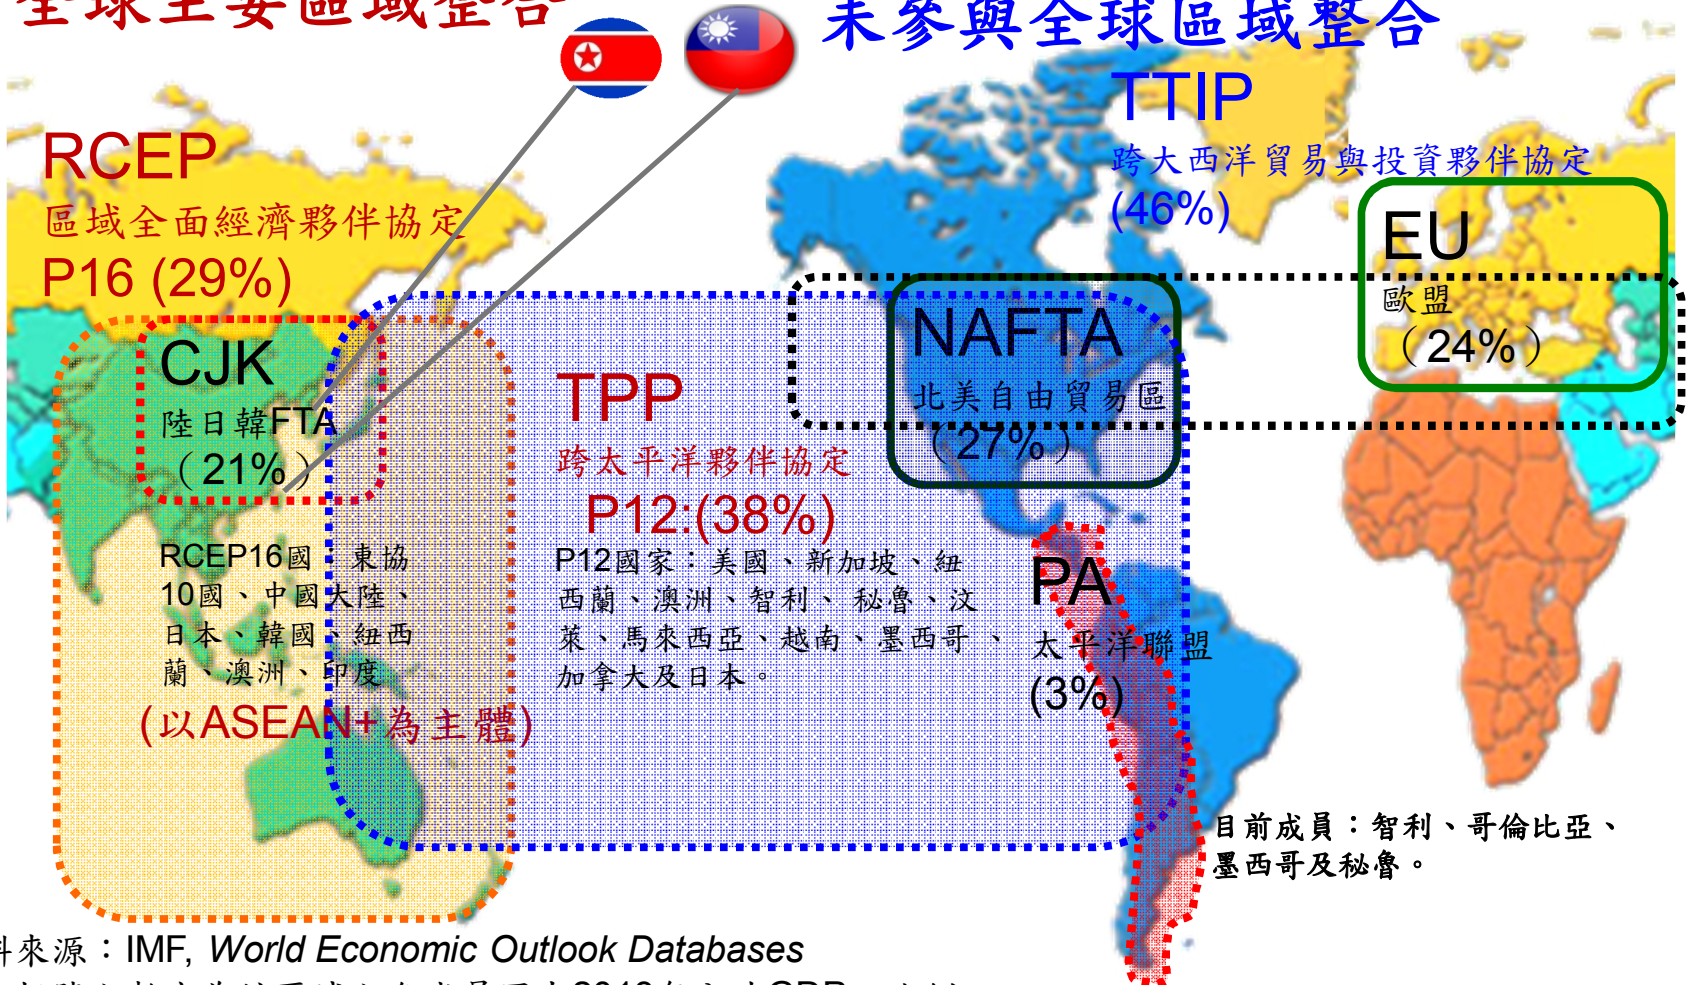 全球主要區域整合
未參與全球區域整合
TTIP
跨大西洋貿易與投資夥伴協定
(46%)
RCEP
區域全面經濟夥伴協定
P16 (29%)
EU
歐盟
（24%）
CJK
陸日韓FTA
（21%）
NAFTA
北美自由貿易區
（27%）
TPP
跨太平洋夥伴協定
P12:(38%)
RCEP16國：東協
10國、中國大陸、
日本、韓國、紐西
蘭、澳洲、印度
(以ASEAN+為主體)
P12國家：美國、新加坡、紐
西蘭、澳洲、智利、秘魯、汶
萊、馬來西亞、越南、墨西哥、
加拿大及日本。
PA
太平洋聯盟
(3%)
目前成員：智利、哥倫比亞、
墨西哥及秘魯。
料來源：IMF, World Economic Outlook Databases